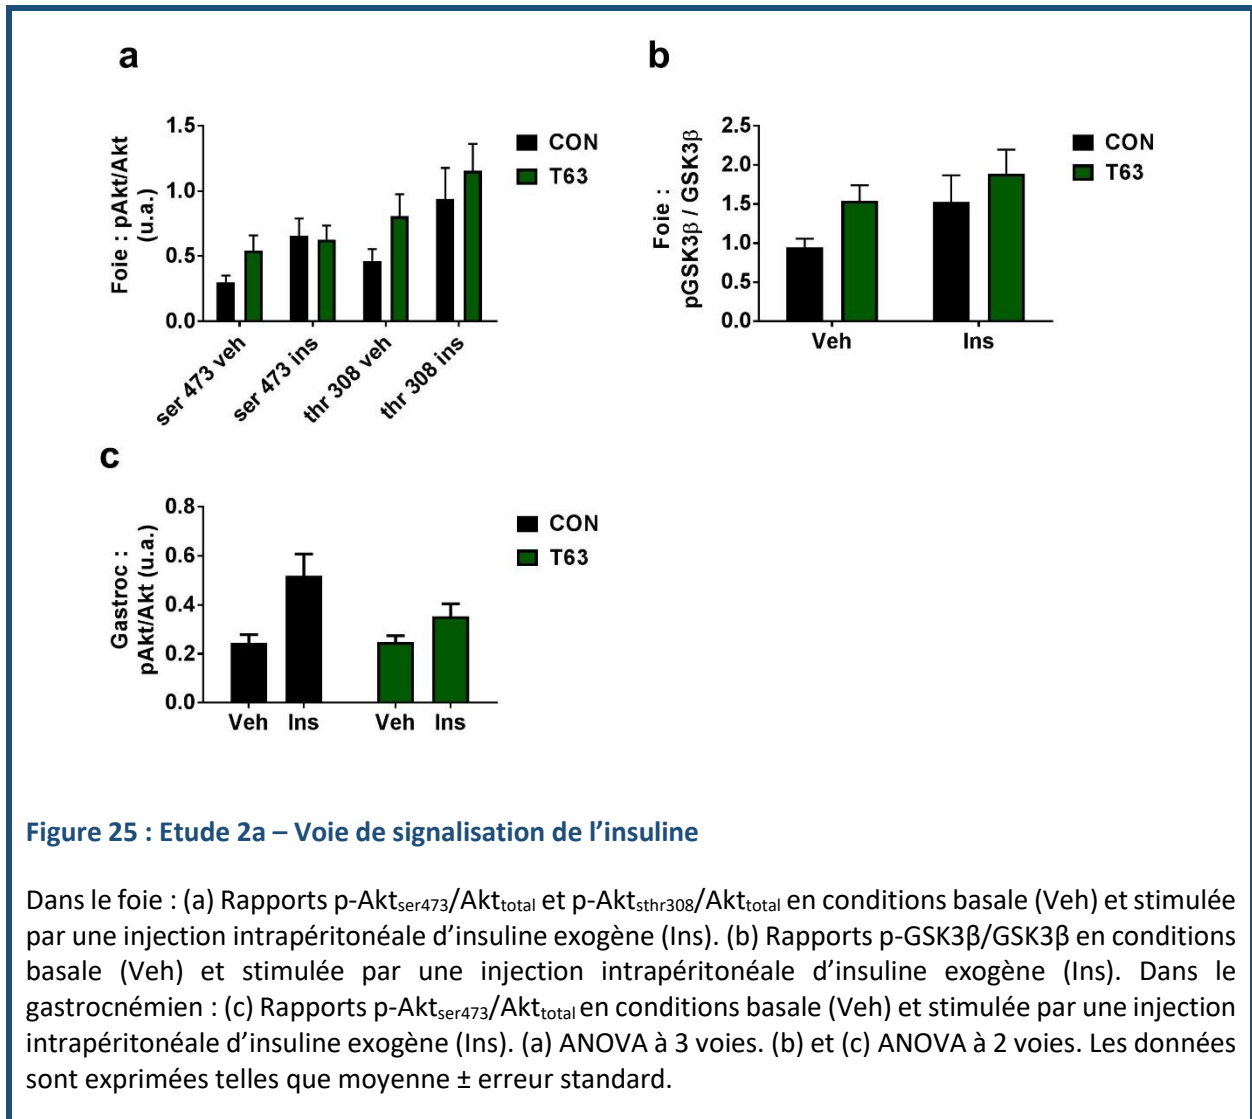 a
Foie : pAkt/Akt
(u.a.)
1.5
1.0
0.5
0.0
ser 473 veh
ser 473 ins
thr 308 veh
thr 308 ins
CON
T63
b
Foie :
pGSK3β / GSK3β
2.5
2.0
1.5
1.0
0.5
0.0
Veh
Ins
CON
T63
c
Gastroc :
pAkt/Akt (u.a.)
0.8
0.6
0.4
0.2
0.0
Veh Ins
Veh Ins
CON
T63
Figure 25 : Etude 2a – Voie de signalisation de l’insuline
Dans le foie : (a) Rapports p-Aktser473/Akttotal et p-Aktsthr308/Akttotal en conditions basale (Veh) et stimulée
par une injection intrapéritonéale d’insuline exogène (Ins). (b) Rapports p-GSK3β/GSK3β en conditions
basale (Veh) et stimulée par une injection intrapéritonéale d’insuline exogène (Ins). Dans le
gastrocnémien : (c) Rapports p-Aktser473/Akttotal en conditions basale (Veh) et stimulée par une injection
intrapéritonéale d’insuline exogène (Ins). (a) ANOVA à 3 voies. (b) et (c) ANOVA à 2 voies. Les données
sont exprimées telles que moyenne ± erreur standard.